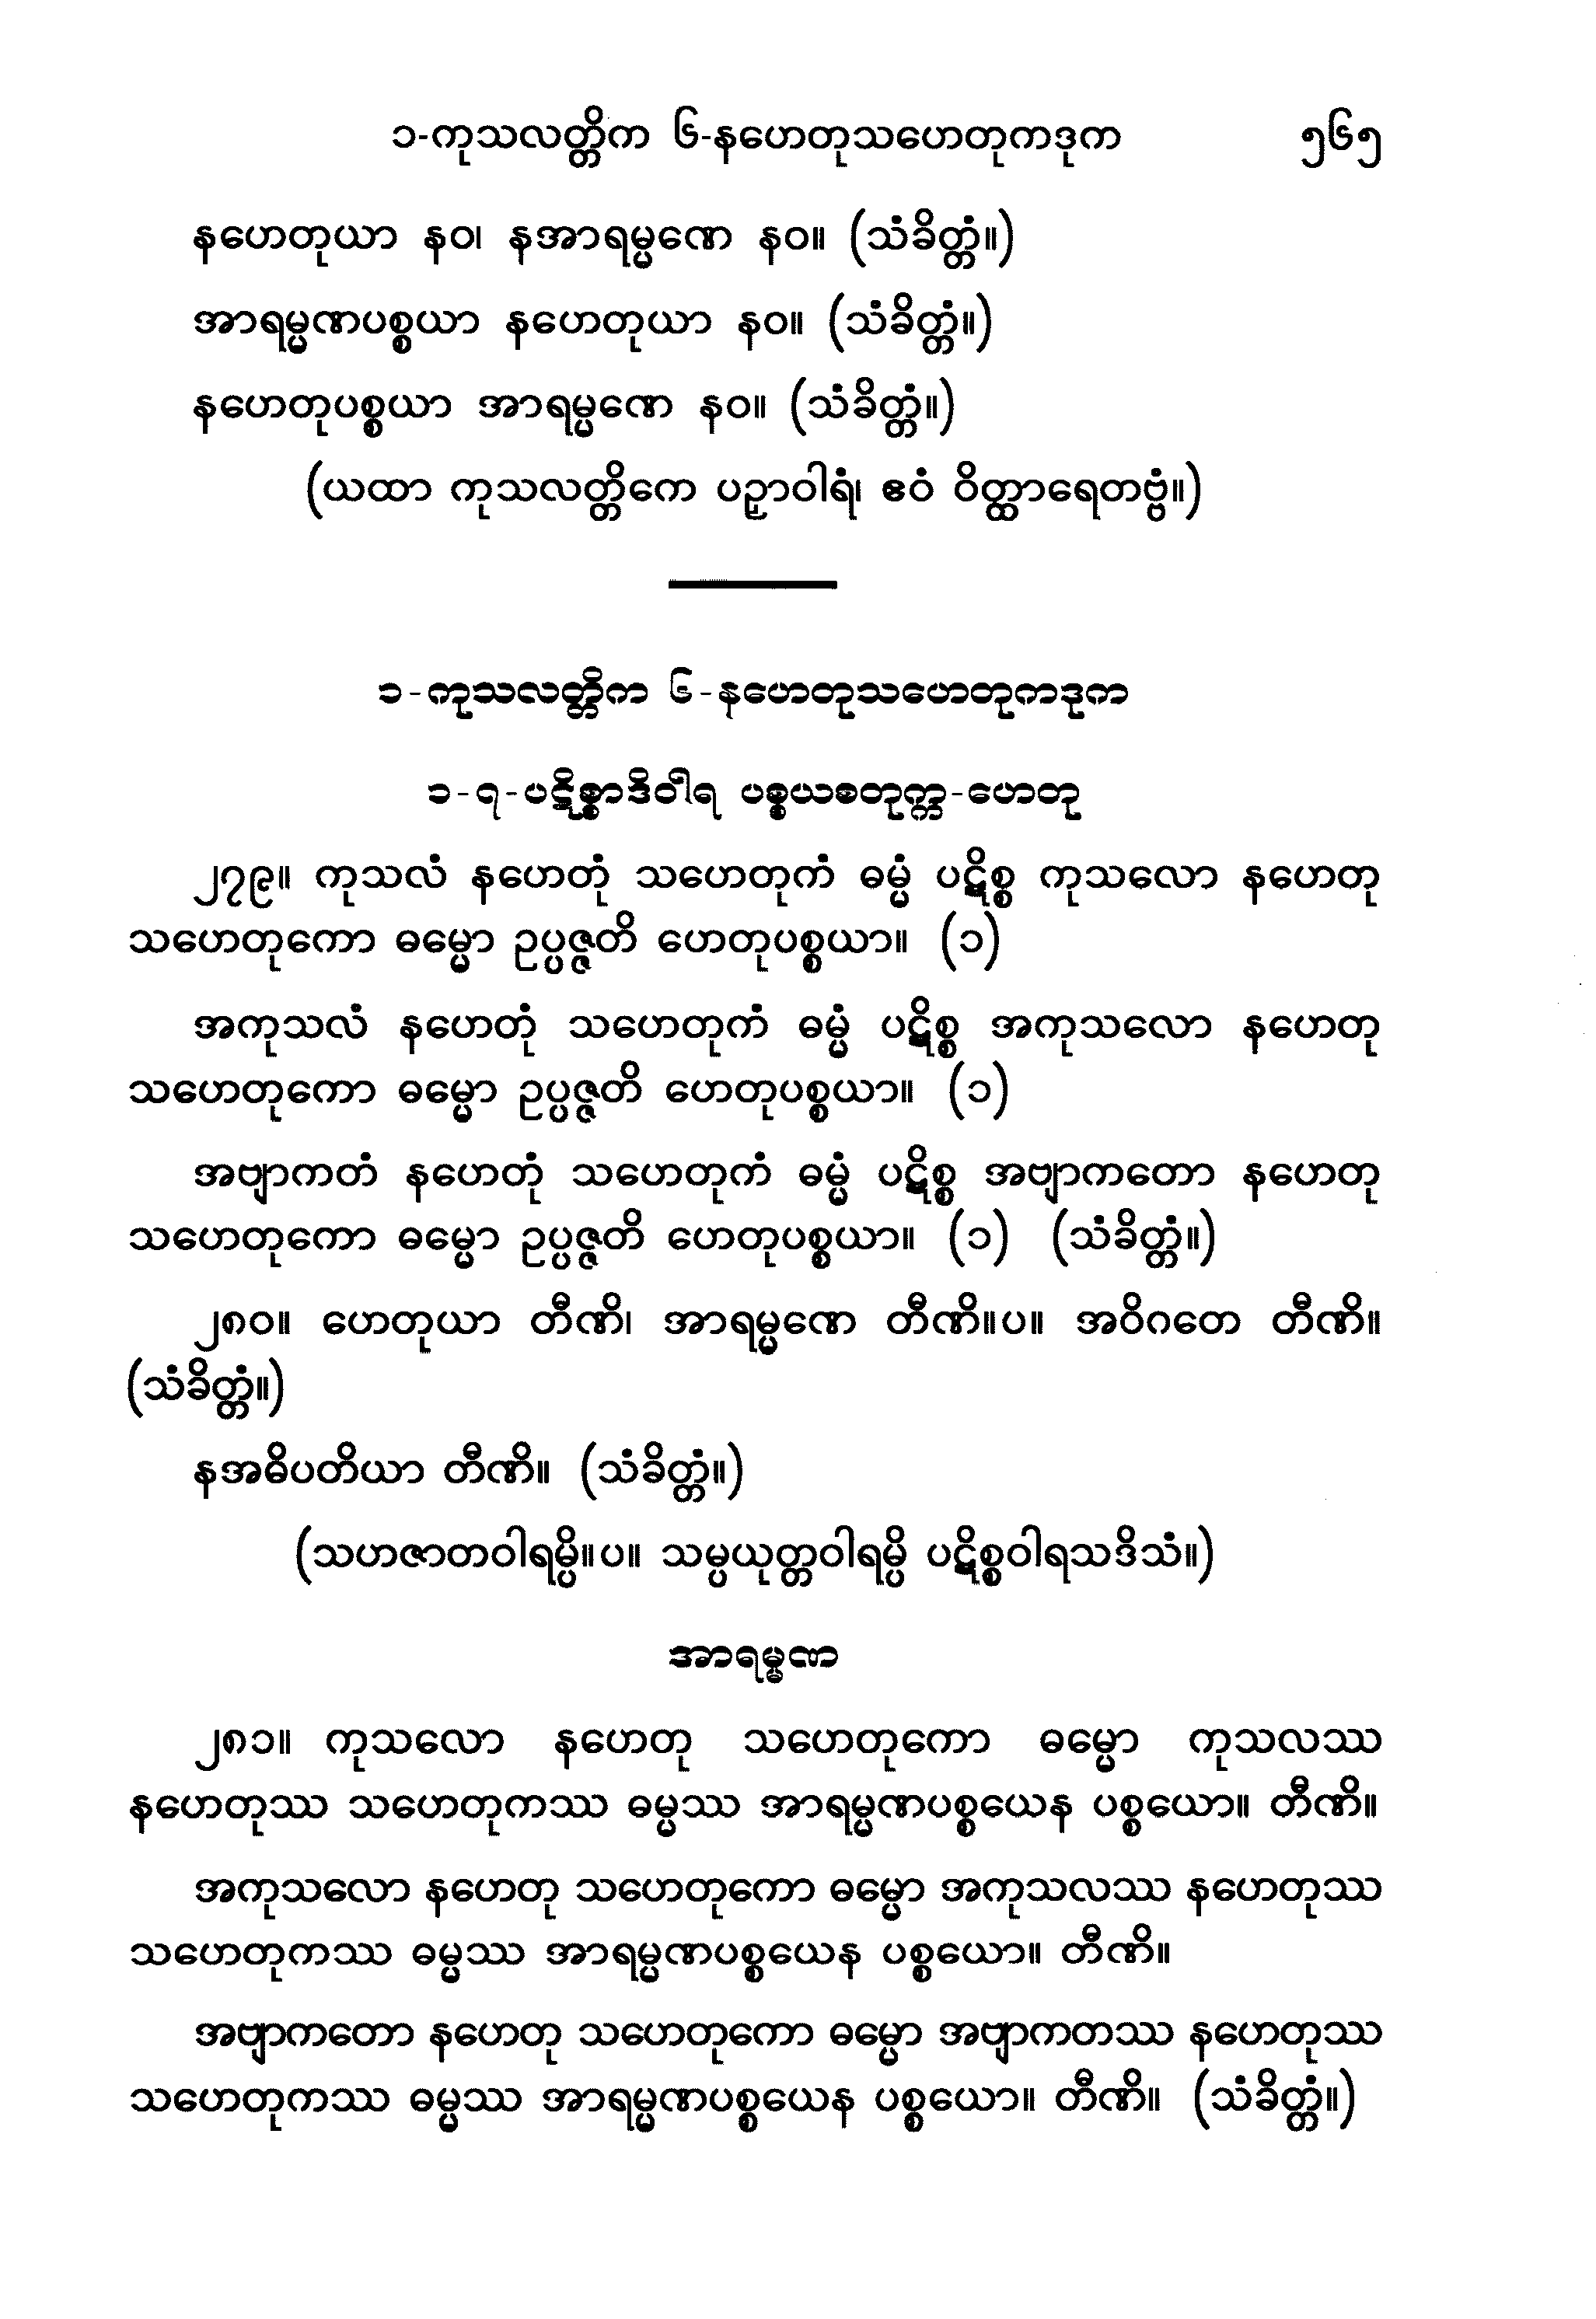 ၁-ကုသလတ္တိက ၆-နဟေတုသဟေတုကဒုက ၅၆၅
နဟေတုယာ နဝ၊ နအာရမ္မဏေ နဝ။ (သံခိတ္တံ။)
အာရမ္မဏပစ္စယာ နဟေတုယာ နဝ။ (သံခိတ္တံ။)
နဟေတုပစ္စယာ အာရမ္မဏေ နဝ။ (သံခိတ္တံ။)
(ယထာ ကုသလတ္တိကေ ပဉှာဝါရံ၊ ဧဝံ ဝိတ္ထာရေတဗ္ဗံ။)
၁-ကုသလတ္တိက ၆-နဟေတုသဟေတုကဒုက
၁-၇-ပဋိစ္စာဒိဝါရ ပစ္စယစတုက္က-ဟေတု
၂၇၉။ ကုသလံ နဟေတုံ သဟေတုကံ ဓမ္မံ ပဋိစ္စ ကုသလော နဟေတု
သဟေတုကော ဓမ္မော ဥပ္ပဇ္ဇတိ ဟေတုပစ္စယာ။ (၁)
အကုသလံ နဟေတုံ သဟေတုကံ ဓမ္မံ ပဋိစ္စ အကုသလော နဟေတု
သဟေတုကော ဓမ္မော ဥပ္ပဇ္ဇတိ ဟေတုပစ္စယာ။ (၁)
အဗျာကတံ နဟေတုံ သဟေတုကံ ဓမ္မံ ပဋိစ္စ အဗျာကတော နဟေတု
သဟေတုကော ဓမ္မော ဥပ္ပဇ္ဇတိ ဟေတုပစ္စယာ။ (၁) (သံခိတ္တံ။)
၂၈၀။ ဟေတုယာ တီဏိ၊ အာရမ္မဏေ တီဏိ။ပ။ အဝိဂတေ တီဏိ။
(သံခိတ္တံ။)
နအဓိပတိယာ တီဏိ။ (သံခိတ္တံ။)
(သဟဇာတဝါရမ္ပိ။ပ။ သမ္ပယုတ္တဝါရမ္ပိ ပဋိစ္စဝါရသဒိသံ။)
အာရမ္မဏ
၂၈၁။ ကုသလော နဟေတု သဟေတုကော ဓမ္မော ကုသလဿ
နဟေတုဿ သဟေတုကဿ ဓမ္မဿ အာရမ္မဏပစ္စယေန ပစ္စယော။ တီဏိ။
အကုသလော နဟေတု သဟေတုကော ဓမ္မော အကုသလဿ နဟေတုဿ
သဟေတုကဿ ဓမ္မဿ အာရမ္မဏပစ္စယေန ပစ္စယော။ တီဏိ။
အဗျာကတော နဟေတု သဟေတုကော ဓမ္မော အဗျာကတဿ နဟေတုဿ
သဟေတုကဿ ဓမ္မဿ အာရမ္မဏပစ္စယေန ပစ္စယော။ တီဏိ။ (သံခိတ္တံ။)